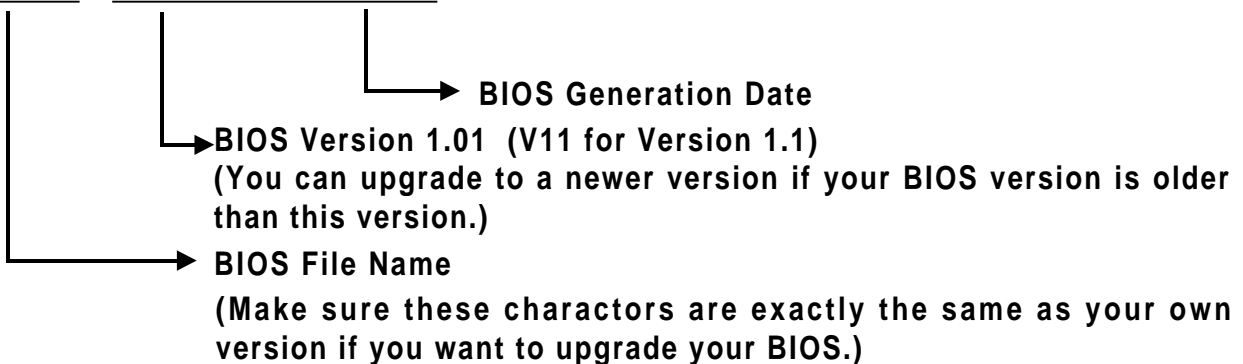 BIOS Generation Date
BIOS Version 1.01 (V11 for Version 1.1)
(You can upgrade to a newer version if your BIOS version is older
than this version.)
BIOS File Name
(Make sure these charactors are exactly the same as your own
version if you want to upgrade your BIOS.)